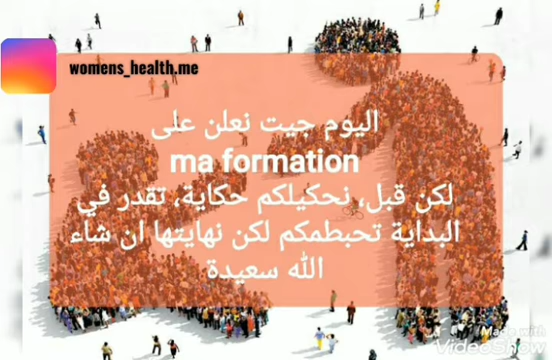 womens_health.me
اليوم جيت نعلن على
ma formation
لكن قبل، نحكيلكم حكاية، تقدر في
البداية تحبطمكم لكن نهايتها ان شاء
الله سعيدة
Made with
VideoShow